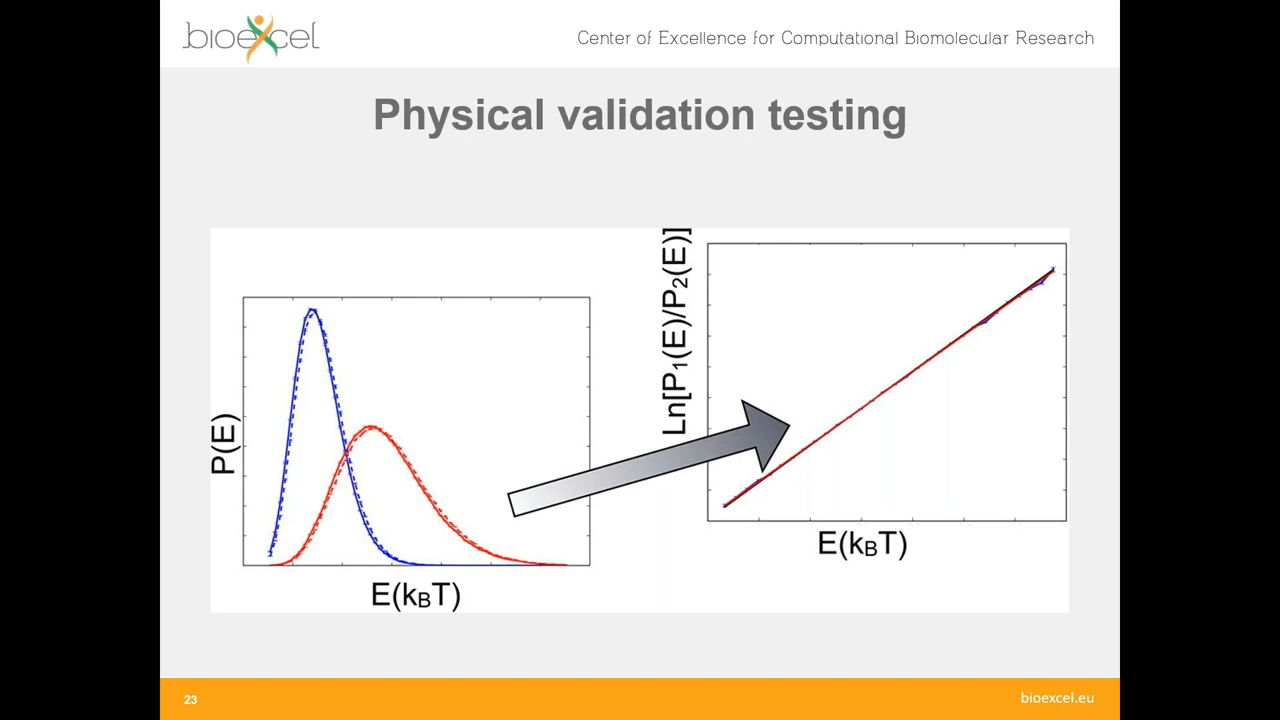 bioexcel
Center of Excellence for Computational Biomolecular Research
Physical validation testing
P(E)
E(kBT)
Ln[P1(E)/P2(E)]
E(kBT)
23
bioexcel.eu